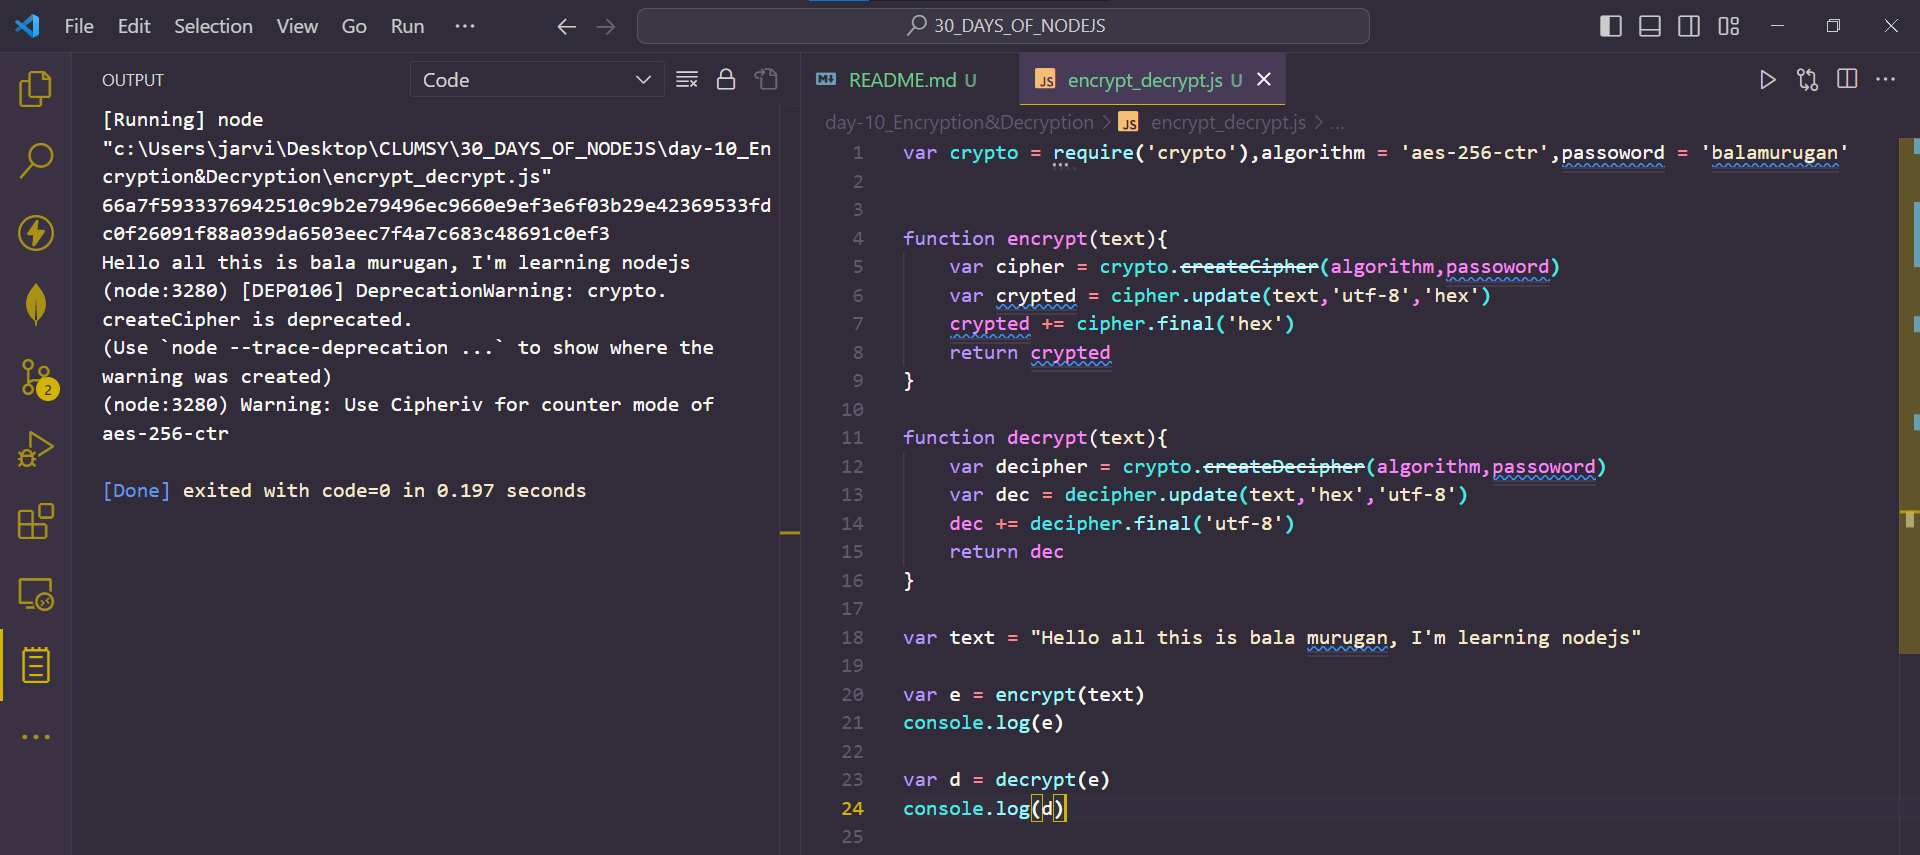 File Edit Selection View Go Run ···
30_DAYS_OF_NODEJS
OUTPUT
Code
[Running] node
"c:\Users\jarvi\Desktop\CLUMSY\30_DAYS_OF_NODEJS\day-10_En
cryption&Decryption\encrypt_decrypt.js"
66a7f5933376942510c9b2e79496ec9660e9ef3e6f03b29e42369533fd
c0f26091f88a039da6503eec7f4a7c683c48691c0ef3
Hello all this is bala murugan, I'm learning nodejs
(node:3280) [DEP0106] DeprecationWarning: crypto.
createCipher is deprecated.
(Use `node --trace-deprecation ...` to show where the
warning was created)
(node:3280) Warning: Use Cipheriv for counter mode of
aes-256-ctr
[Done] exited with code=0 in 0.197 seconds
2
README.md U
JS encrypt_decrypt.js U
day-10_Encryption&Decryption > JS encrypt_decrypt.js > ...
1 var crypto = require('crypto'),algorithm = 'aes-256-ctr',passoword = 'balamurugan'
2
3
4 function encrypt(text){
5 var cipher = crypto.createCipher(algorithm,passoword)
6 var crypted = cipher.update(text,'utf-8','hex')
7 crypted += cipher.final('hex')
8 return crypted
9 }
10
11 function decrypt(text){
12 var decipher = crypto.createDecipher(algorithm,passoword)
13 var dec = decipher.update(text,'hex','utf-8')
14 dec += decipher.final('utf-8')
15 return dec
16 }
17
18 var text = "Hello all this is bala murugan, I'm learning nodejs"
19
20 var e = encrypt(text)
21 console.log(e)
22
23 var d = decrypt(e)
24 console.log(d)
25